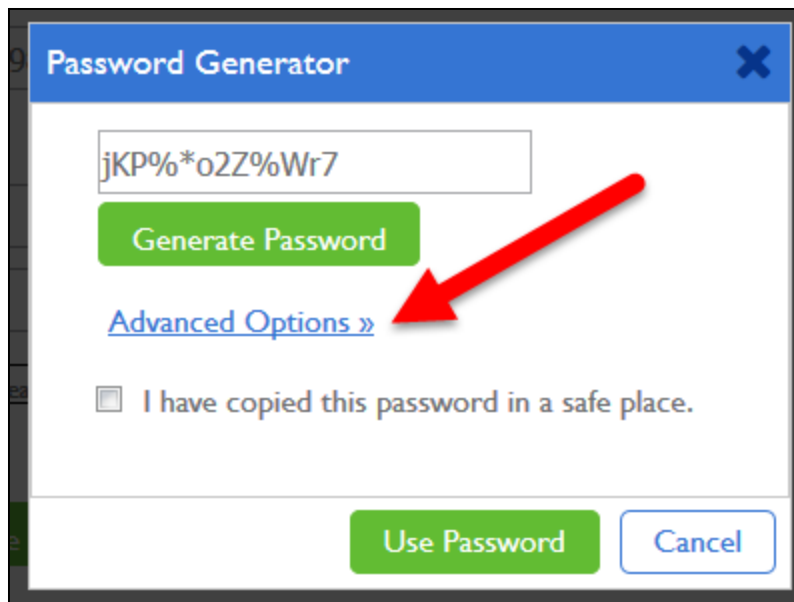 Password Generator
jKP%*o2Z%Wr7
Generate Password
Advanced Options »
I have copied this password in a safe place.
Use Password
Cancel